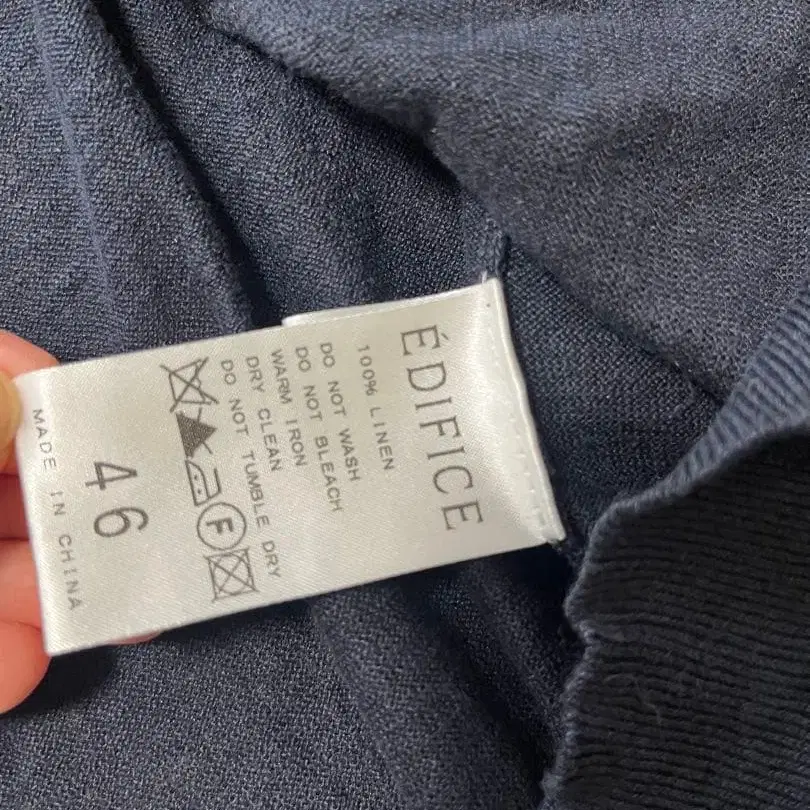 ÉDIFICE
100% LINEN
DO NOT WASH
DO NOT BLEACH
WARM IRON
DRY CLEAN
DO NOT TUMBLE DRY
F
46
MADE IN CHINA